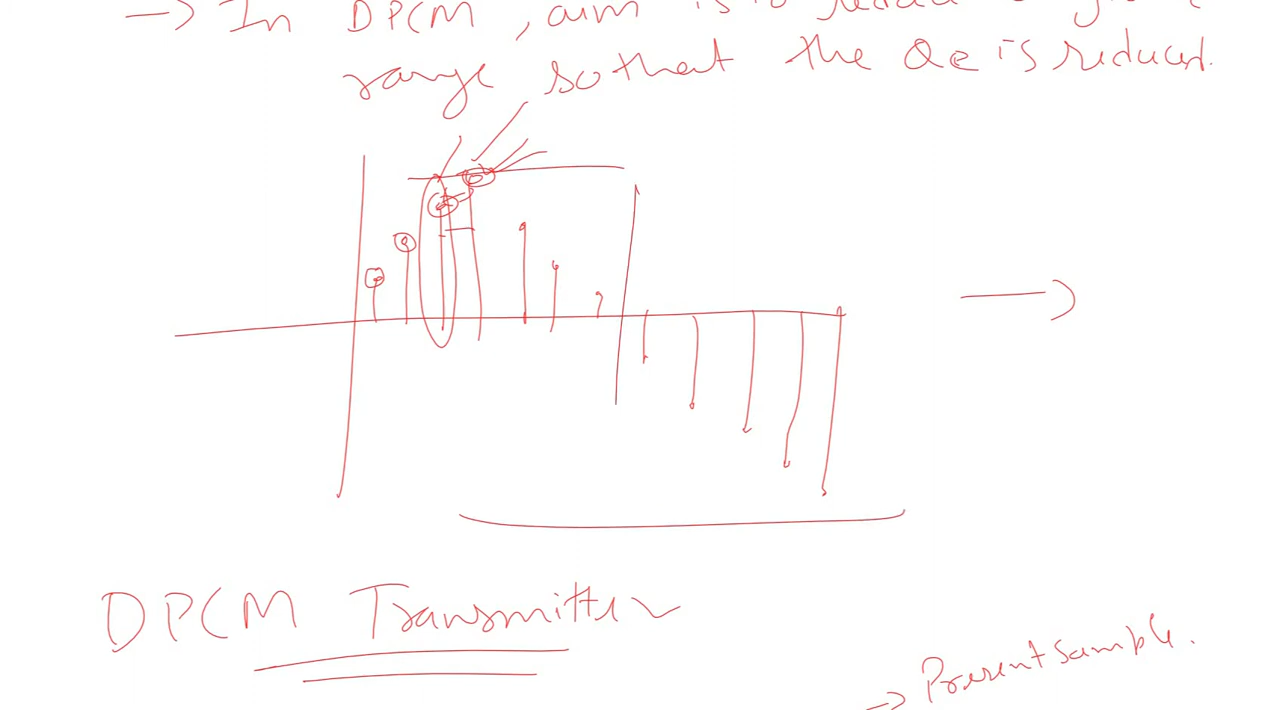 → In DPCM, aim is to
range so that the Qe is reduced.
DPCM Transmitter
→ Present sample.